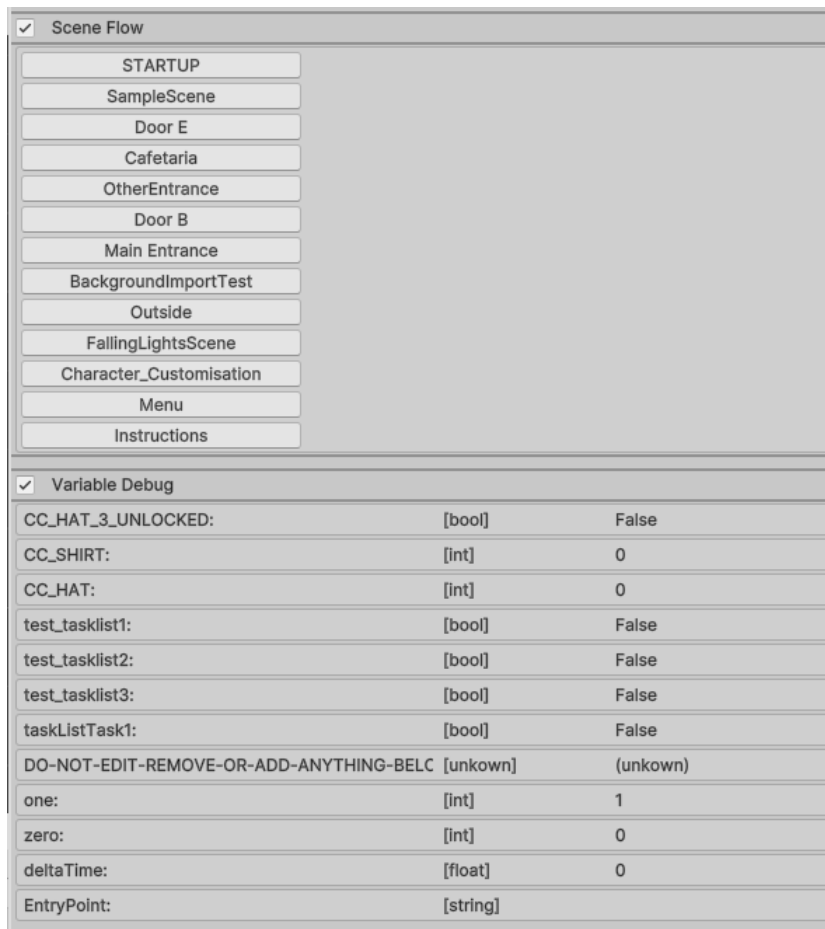 Scene Flow
STARTUP
SampleScene
Door E
Cafetaria
OtherEntrance
Door B
Main Entrance
BackgroundImportTest
Outside
FallingLightsScene
Character_Customisation
Menu
Instructions
Variable Debug
CC_HAT_3_UNLOCKED: [bool] False
CC_SHIRT: [int] 0
CC_HAT: [int] 0
test_tasklist1: [bool] False
test_tasklist2: [bool] False
test_tasklist3: [bool] False
taskListTask1: [bool] False
DO-NOT-EDIT-REMOVE-OR-ADD-ANYTHING-BELC [unkown] (unkown)
one: [int] 1
zero: [int] 0
deltaTime: [float] 0
EntryPoint: [string]